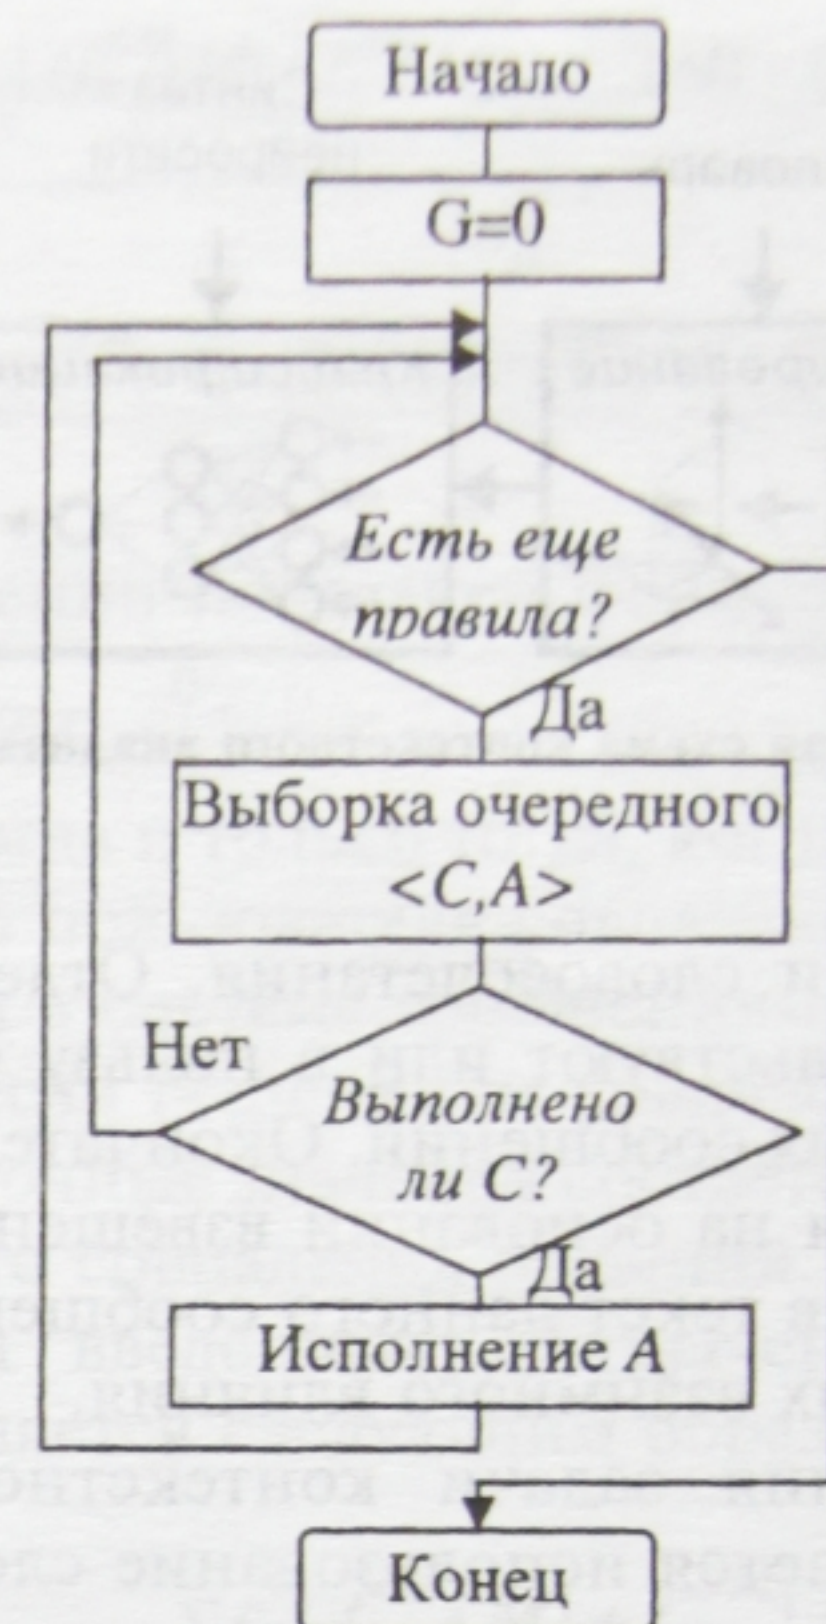 Начало
G=0
Есть еще
правила?
Да
Выборка очередного
<C,A>
Нет
Выполнено
ли C?
Да
Исполнение A
Конец